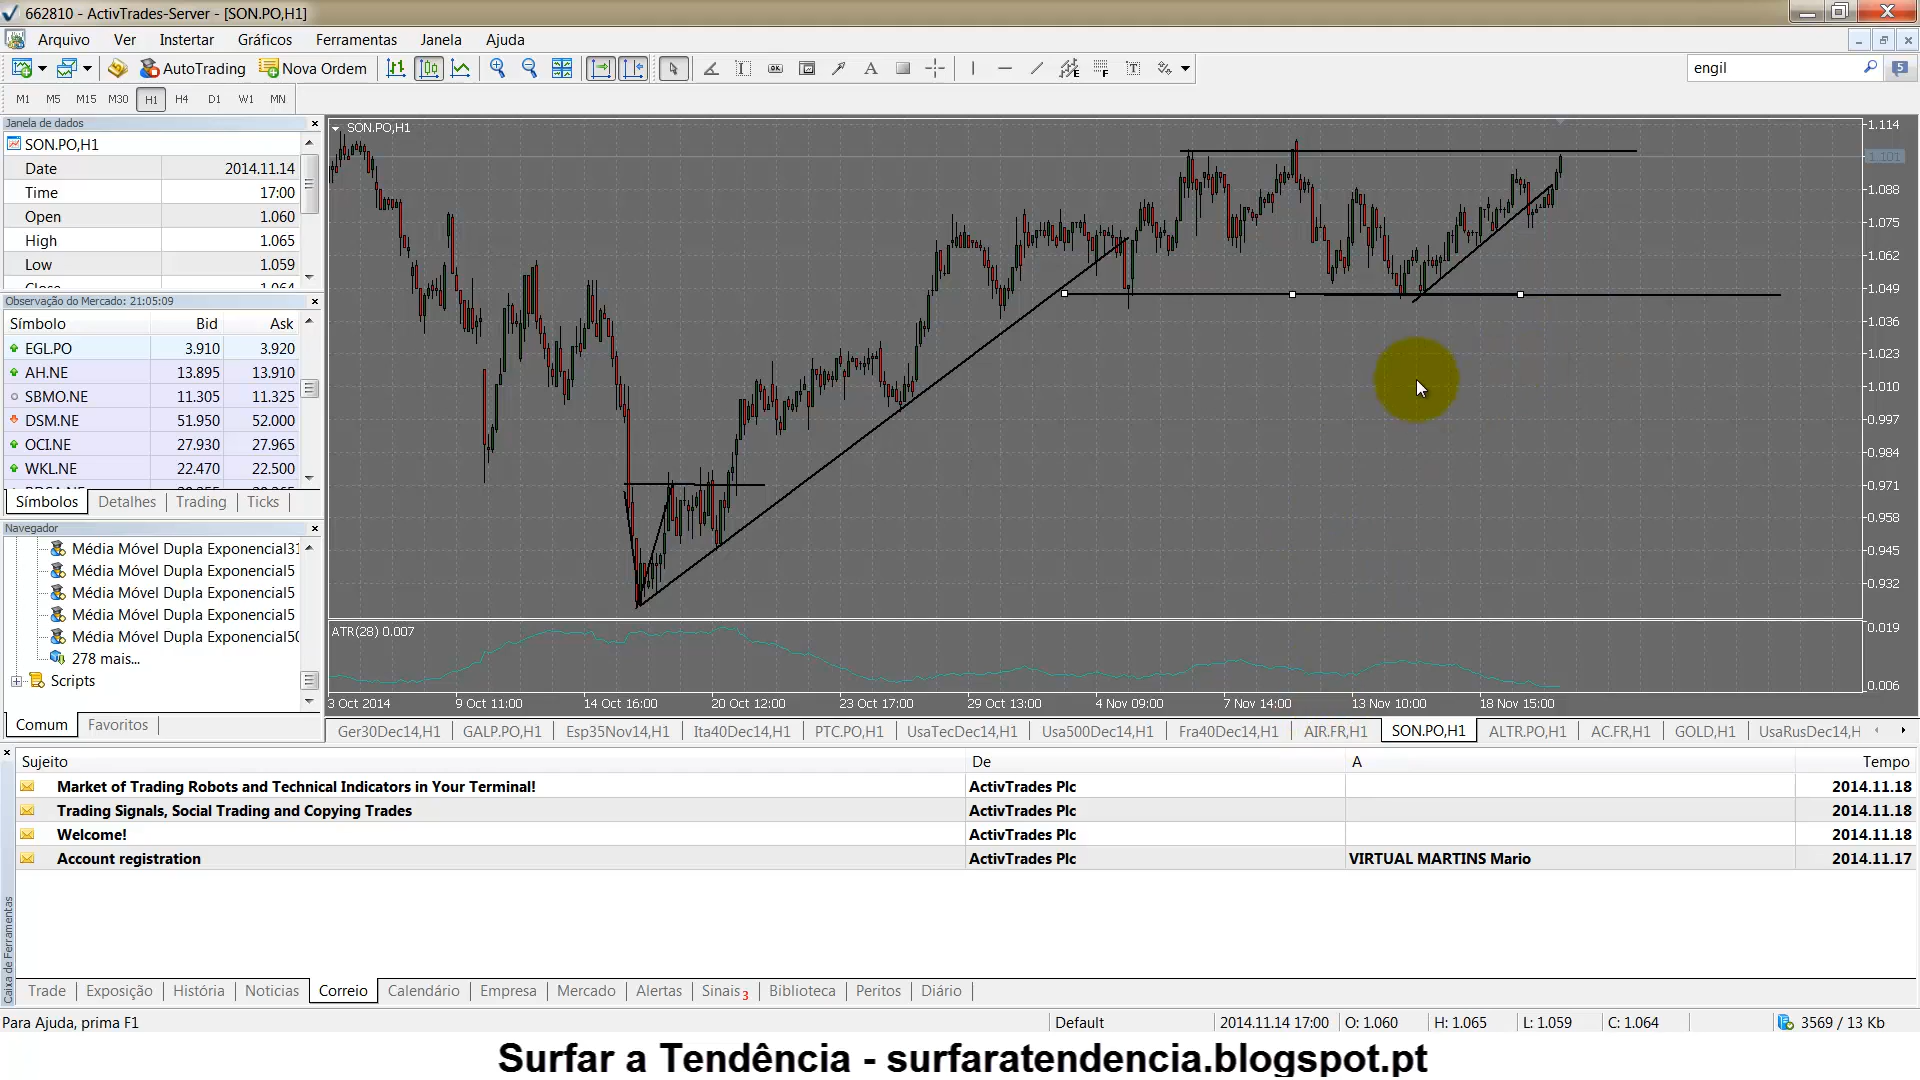 662810 - ActivTrades-Server - [SON.PO,H1]
Arquivo Ver Instertar Gráficos Ferramentas Janela Ajuda
AutoTrading Nova Ordem engil 5
M1 M5 M15 M30 H1 H4 D1 W1 MN
Janela de dados
SON.PO,H1
Date 2014.11.14
Time 17:00
Open 1.060
High 1.065
Low 1.059
Observação do Mercado: 21:05:09
Símbolo Bid Ask
EGL.PO 3.910 3.920
AH.NE 13.895 13.910
SBMO.NE 11.305 11.325
DSM.NE 51.950 52.000
OCI.NE 27.930 27.965
WKL.NE 22.470 22.500
Símbolos Detalhes Trading Ticks
Navegador
Média Móvel Dupla Exponencial31
Média Móvel Dupla Exponencial5
Média Móvel Dupla Exponencial5
Média Móvel Dupla Exponencial5
Média Móvel Dupla Exponencial50
278 mais...
Scripts
Comum Favoritos
SON.PO,H1
1.114
1.101
1.088
1.075
1.062
1.049
1.036
1.023
1.010
0.997
0.984
0.971
0.958
0.945
0.932
ATR(28) 0.007
0.019
0.006
3 Oct 2014 9 Oct 11:00 14 Oct 16:00 20 Oct 12:00 23 Oct 17:00 29 Oct 13:00 4 Nov 09:00 7 Nov 14:00 13 Nov 10:00 18 Nov 15:00
Ger30Dec14,H1 GALP.PO,H1 Esp35Nov14,H1 Ita40Dec14,H1 PTC.PO,H1 UsaTecDec14,H1 Usa500Dec14,H1 Fra40Dec14,H1 AIR.FR,H1 SON.PO,H1 ALTR.PO,H1 AC.FR,H1 GOLD,H1 UsaRusDec14,H
Sujeito De A Tempo
Market of Trading Robots and Technical Indicators in Your Terminal! ActivTrades Plc 2014.11.18
Trading Signals, Social Trading and Copying Trades ActivTrades Plc 2014.11.18
Welcome! ActivTrades Plc 2014.11.18
Account registration ActivTrades Plc VIRTUAL MARTINS Mario 2014.11.17
Caixa de Ferramentas
Trade Exposição História Noticias Correio Calendário Empresa Mercado Alertas Sinais 3 Biblioteca Peritos Diário
Para Ajuda, prima F1 Default 2014.11.14 17:00 O: 1.060 H: 1.065 L: 1.059 C: 1.064 3569 / 13 Kb
Surfar a Tendência - surfaratendencia.blogspot.pt